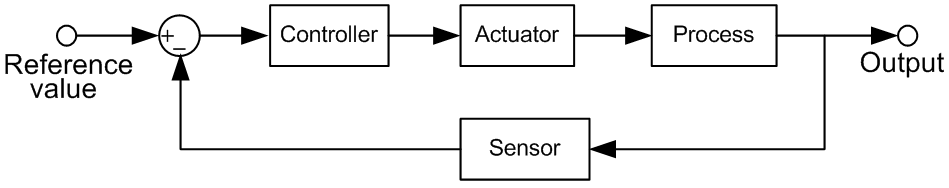 +
−
Controller
Actuator
Process
Reference
value
Output
Sensor